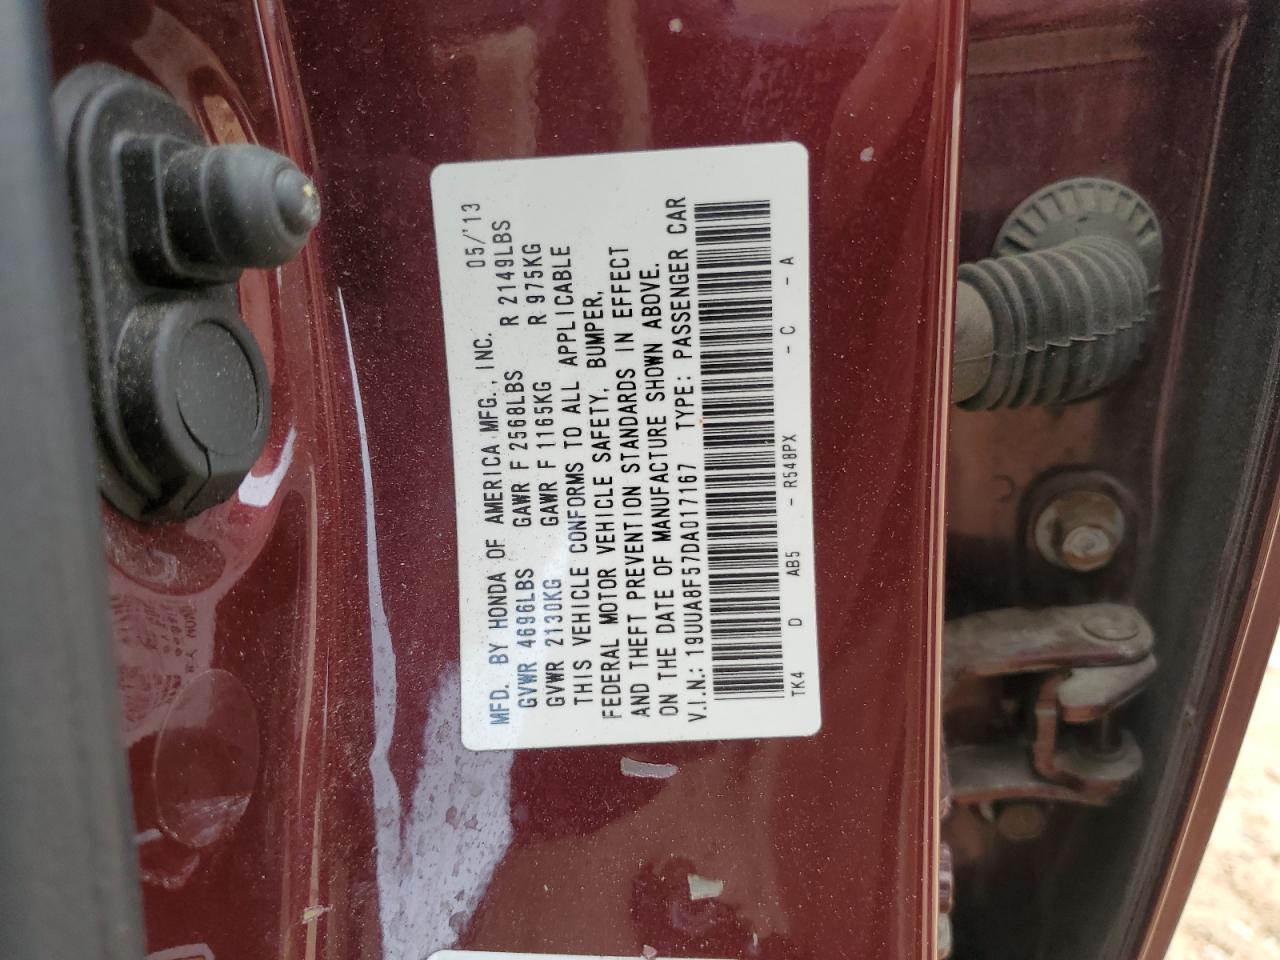 MFD. BY HONDA OF AMERICA MFG., INC. 05/'13
GVWR 4696LBS GAWR F 2568LBS R 2149LBS
GVWR 2130KG GAWR F 1165KG R 975KG
THIS VEHICLE CONFORMS TO ALL APPLICABLE
FEDERAL MOTOR VEHICLE SAFETY, BUMPER,
AND THEFT PREVENTION STANDARDS IN EFFECT
ON THE DATE OF MANUFACTURE SHOWN ABOVE.
V.I.N.: 19UUA8F57DA017167 TYPE: PASSENGER CAR
TK4 D AB5 - R548PX - C - A